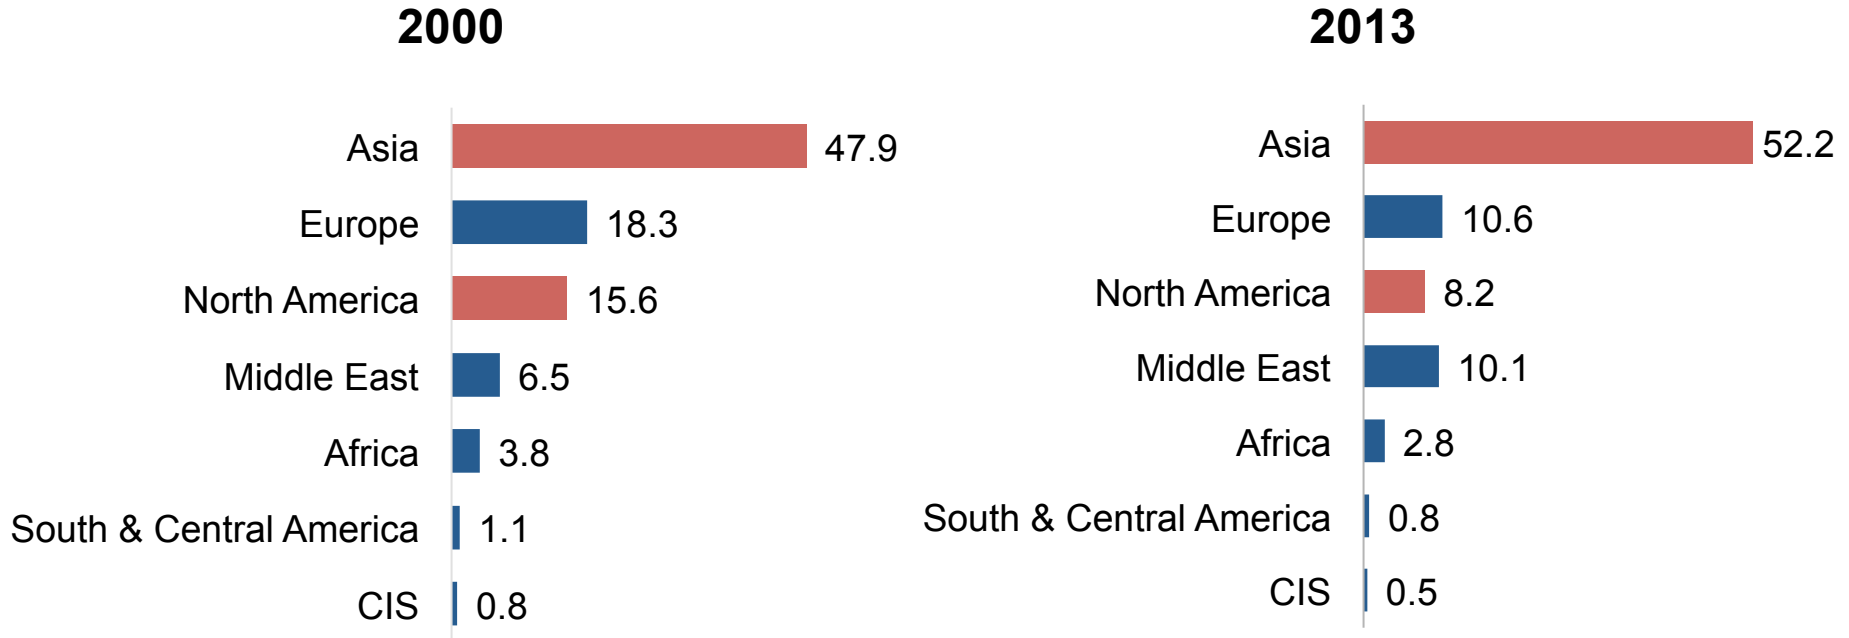 2000
Asia 47.9
Europe 18.3
North America 15.6
Middle East 6.5
Africa 3.8
South & Central America 1.1
CIS 0.8
2013
Asia 52.2
Europe 10.6
North America 8.2
Middle East 10.1
Africa 2.8
South & Central America 0.8
CIS 0.5